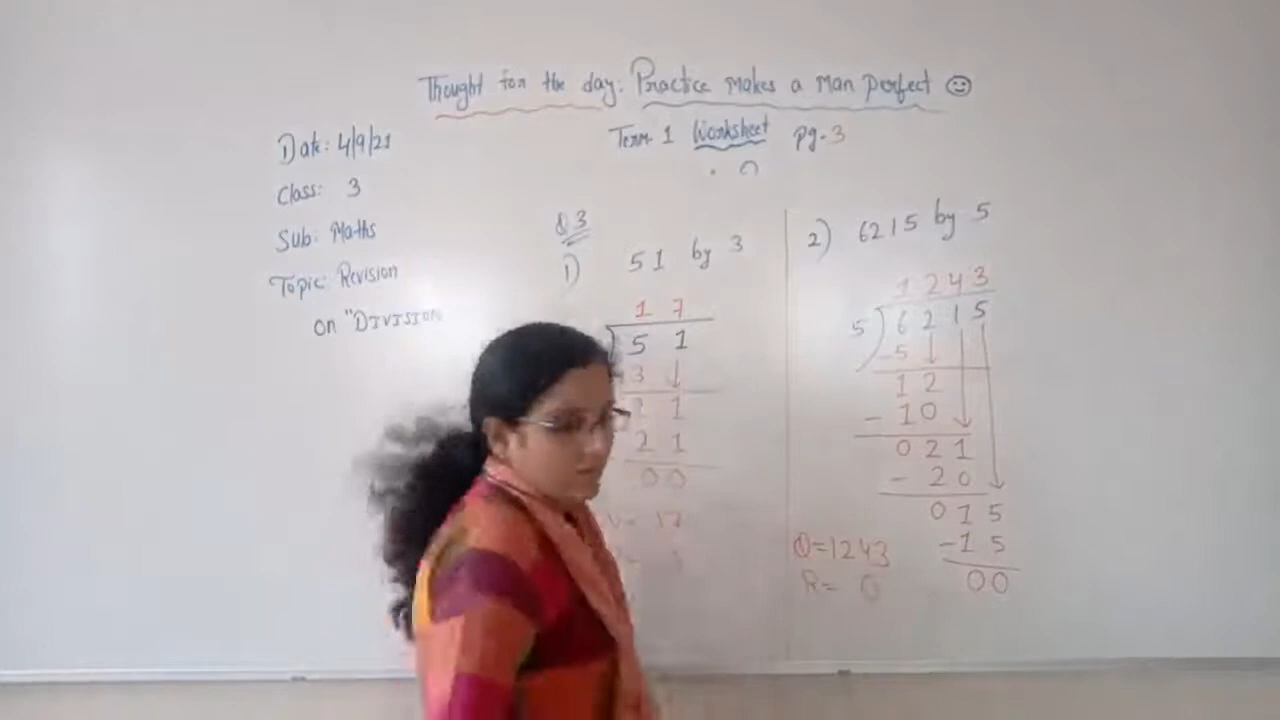 Thought for the day: Practice Makes a Man perfect ☺
Term-1 Worksheet pg-3
Date: 4/9/21
Class: 3
Sub: Maths
Topic: Revision
on "DIVISION
Q 3
1) 51 by 3
1 7
5 1
3
1
2 1
0 0
17
2) 6215 by 5
1 2 4 3
5) 6 2 1 5
-5
1 2
- 1 0
0 2 1
- 2 0
0 1 5
-1 5
0 0
Q=1243
R= 0